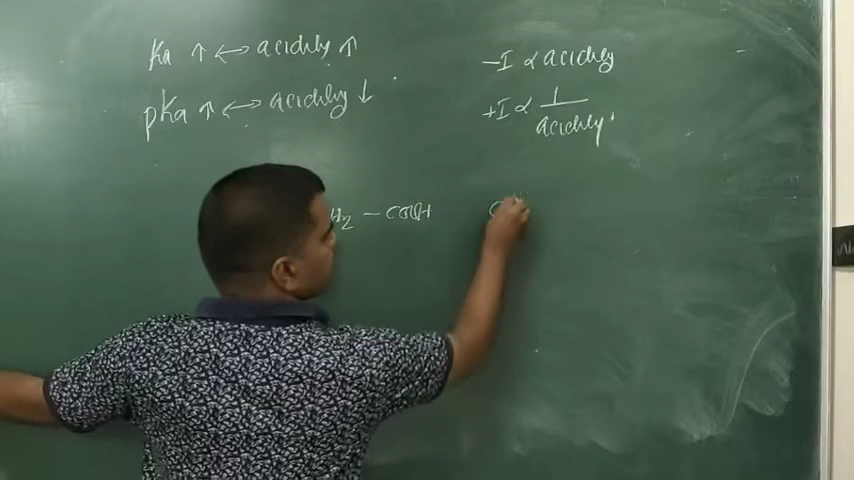 Ka ↑ ↔ acidity ↑
pKa ↑ ↔ acidity ↓
-I ∝ acidity
+I ∝ 1/acidity
H2 - COOH